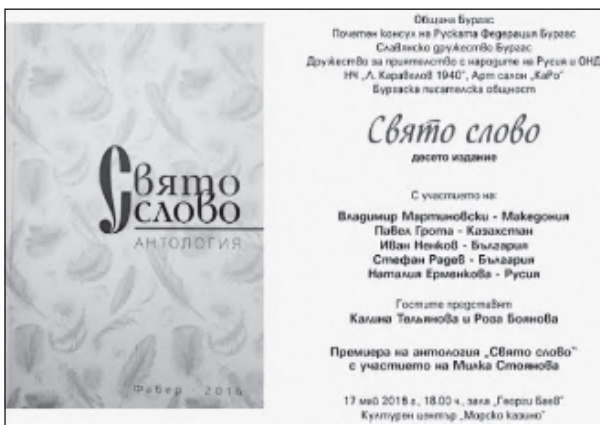 Свято
слово
АНТОЛОГИЯ
Фабер · 2016
Община Бургас
Почетен консул на Руската Федерация Бургас
Славянско дружество Бургас
Дружество за приятелство с народите на Русия и ОНД
НЧ „Л. Каравелов 1940", Арт салон „КаРо"
Бургаска писателска общност
Свято слово
десето издание
С участието на:
Владимир Мартиновски - Македония
Павел Грота - Казахстан
Иван Ненков - България
Стефан Радев - България
Наталия Ерменкова - Русия
Гостите представят
Калина Тельянова и Роза Боянова
Премиера на антология „Свято слово"
с участието на Милка Стоянова
17 май 2016 г., 18.00 ч., зала „Георги Баев"
Културен център „Морско казино"